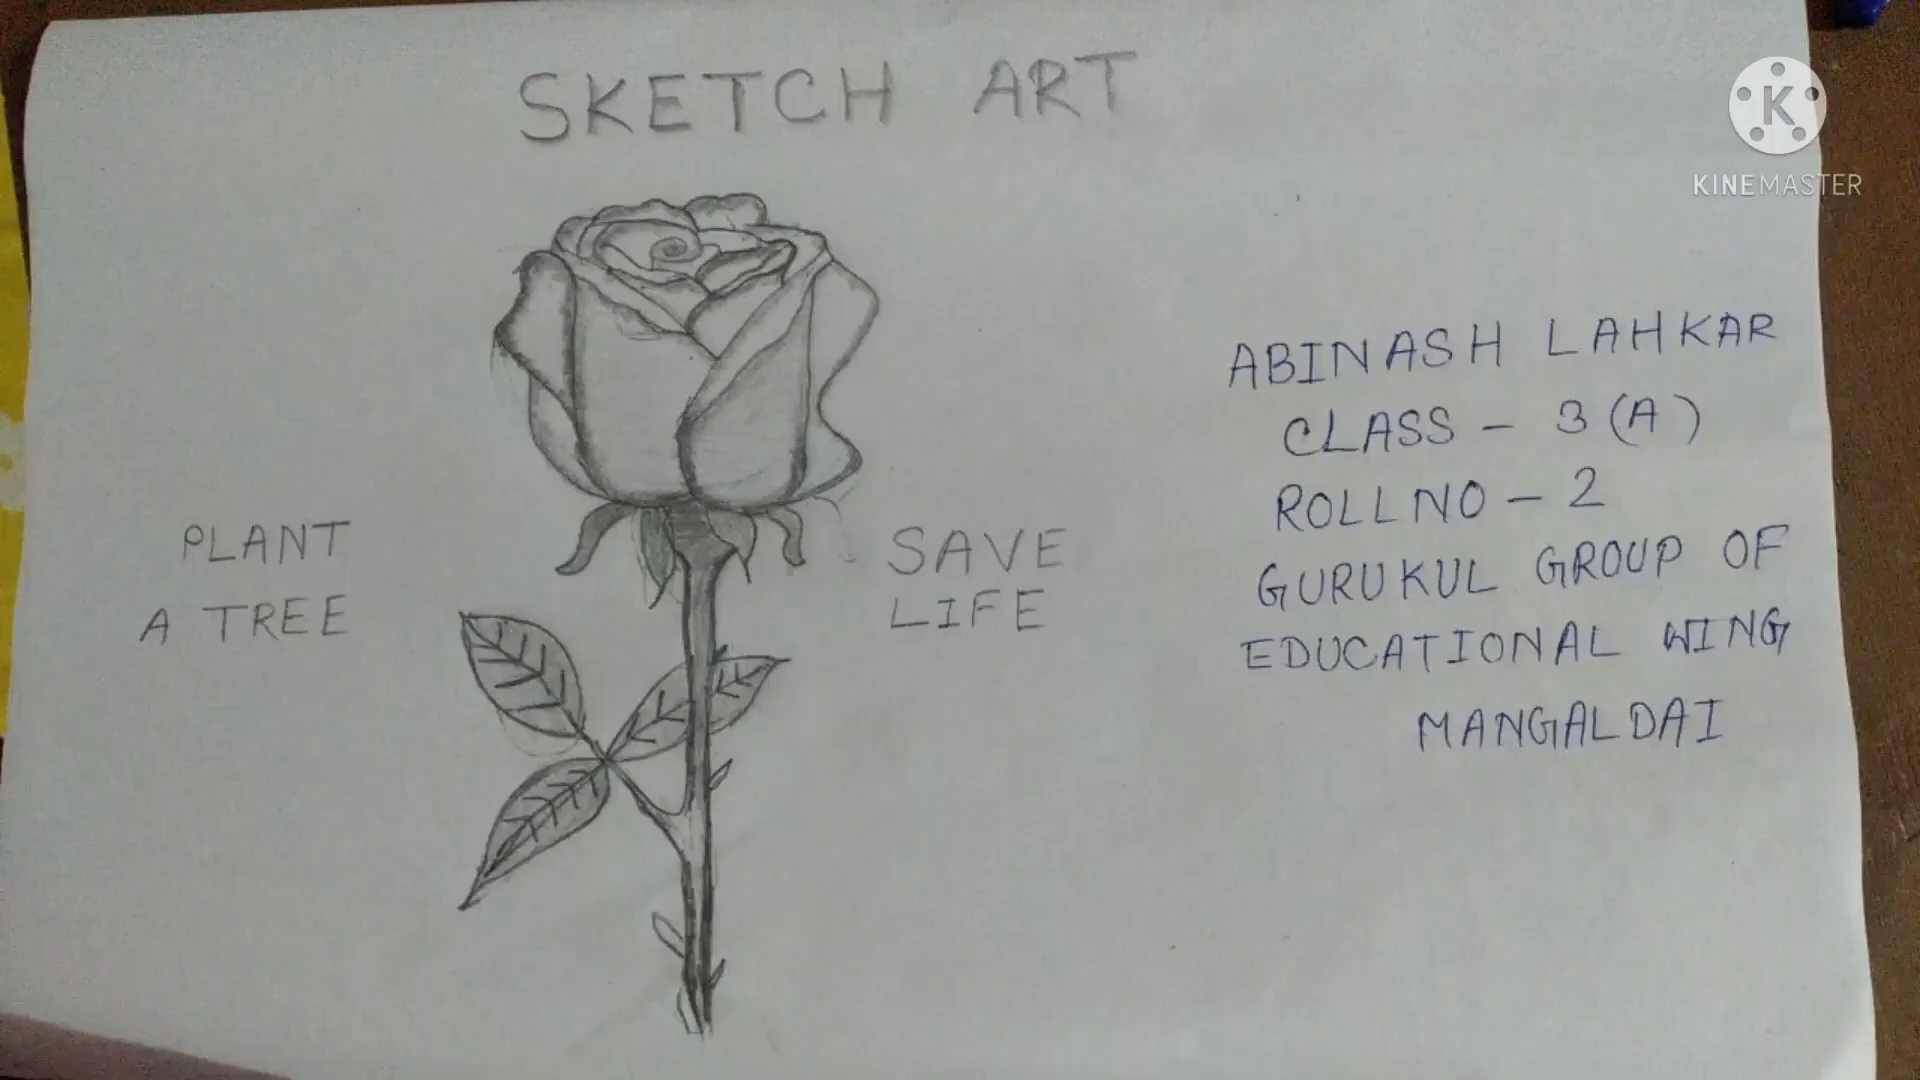 SKETCH ART
PLANT
A TREE
SAVE
LIFE
ABINASH LAHKAR
CLASS - 3 (A)
ROLL NO - 2
GURUKUL GROUP OF
EDUCATIONAL WING
MANGALDAI
K
KINEMASTER